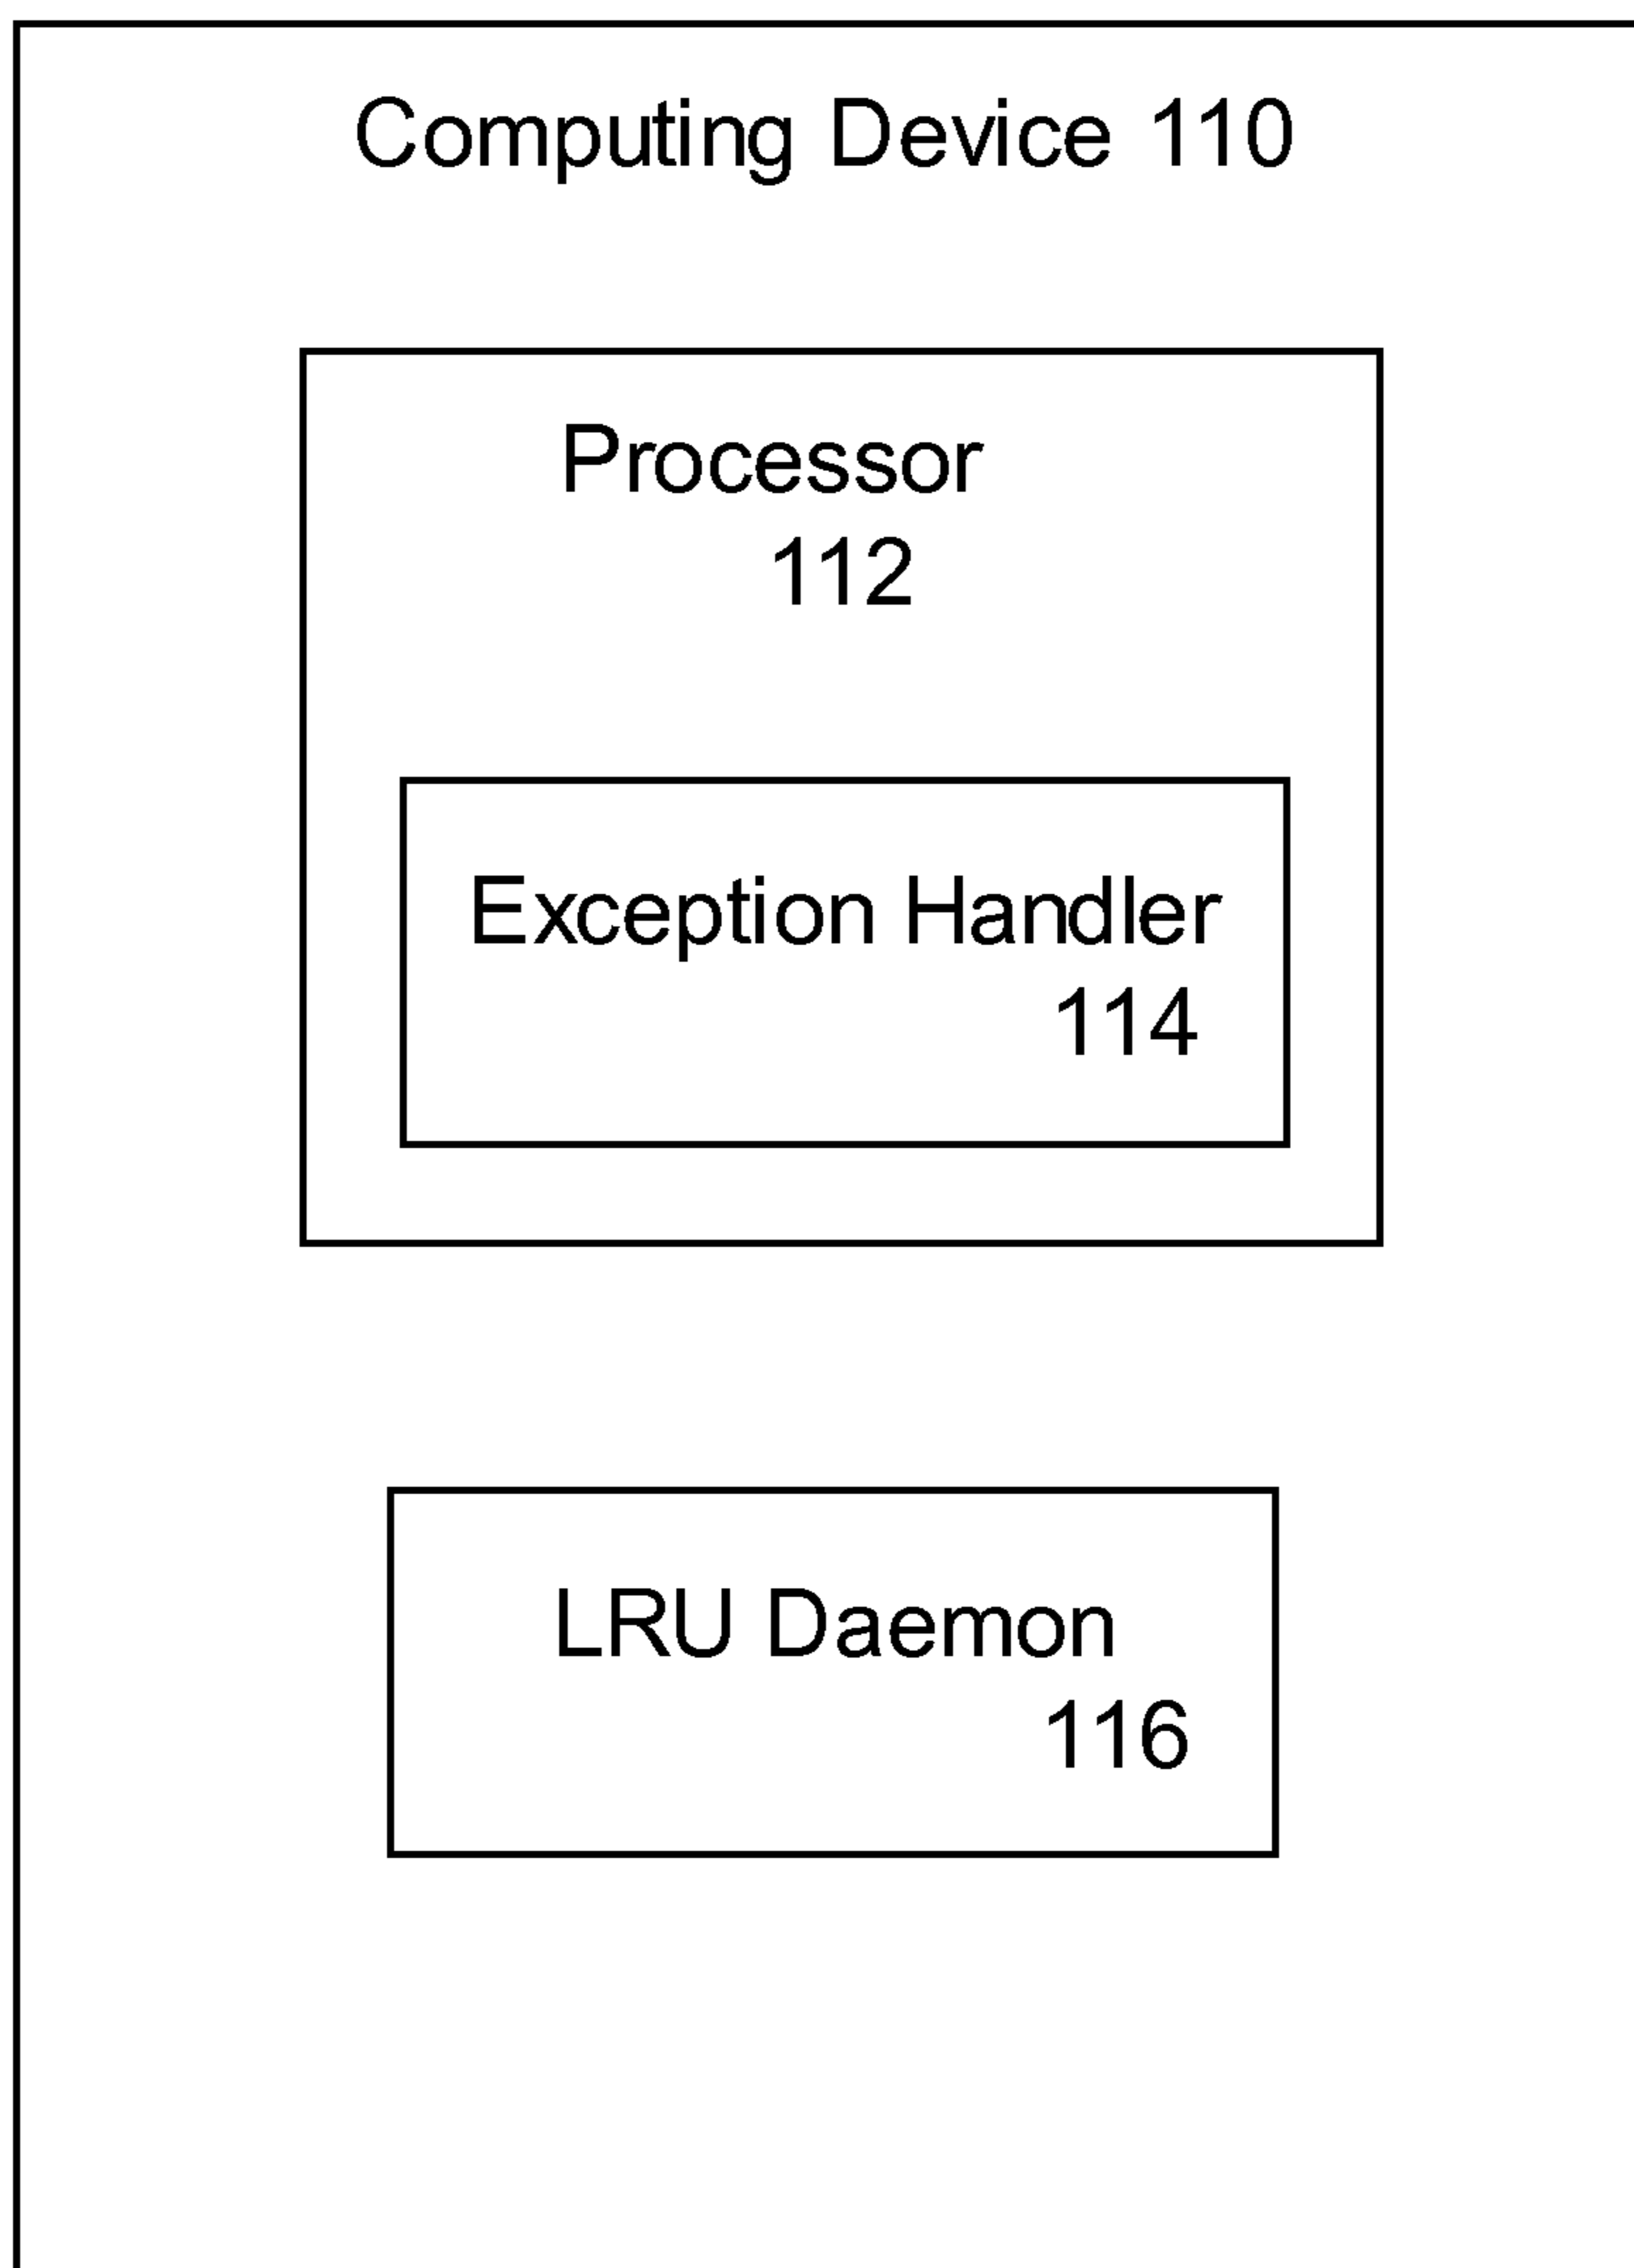 Computing Device 110
Processor
112
Exception Handler
114
LRU Daemon
116